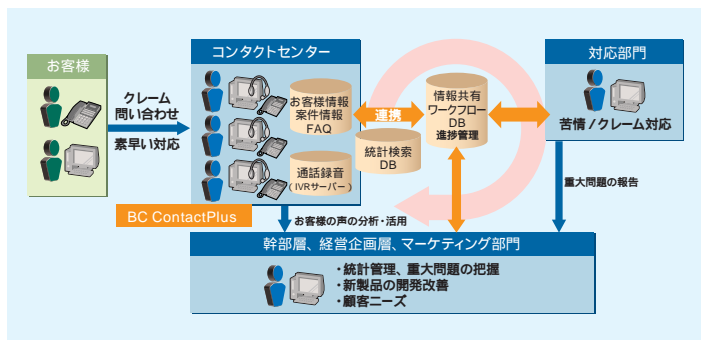 お客様
クレーム
問い合わせ
素早い対応
コンタクトセンター
お客様情報
案件情報
FAQ
通話録音
(IVRサーバー)
BC ContactPlus
連携
統計検索
DB
情報共有
ワークフロー
DB
進捗管理
対応部門
苦情/クレーム対応
重大問題の報告
お客様の声の分析・活用
幹部層、経営企画層、マーケティング部門
・統計管理、重大問題の把握
・新製品の開発改善
・顧客ニーズ